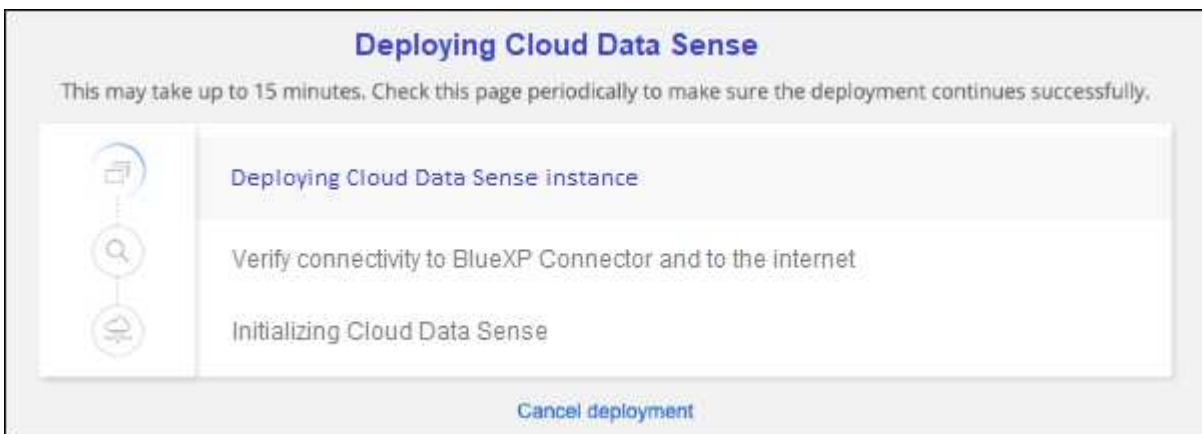 Deploying Cloud Data Sense
This may take up to 15 minutes. Check this page periodically to make sure the deployment continues successfully.
Deploying Cloud Data Sense instance
Verify connectivity to BlueXP Connector and to the internet
Initializing Cloud Data Sense
Cancel deployment